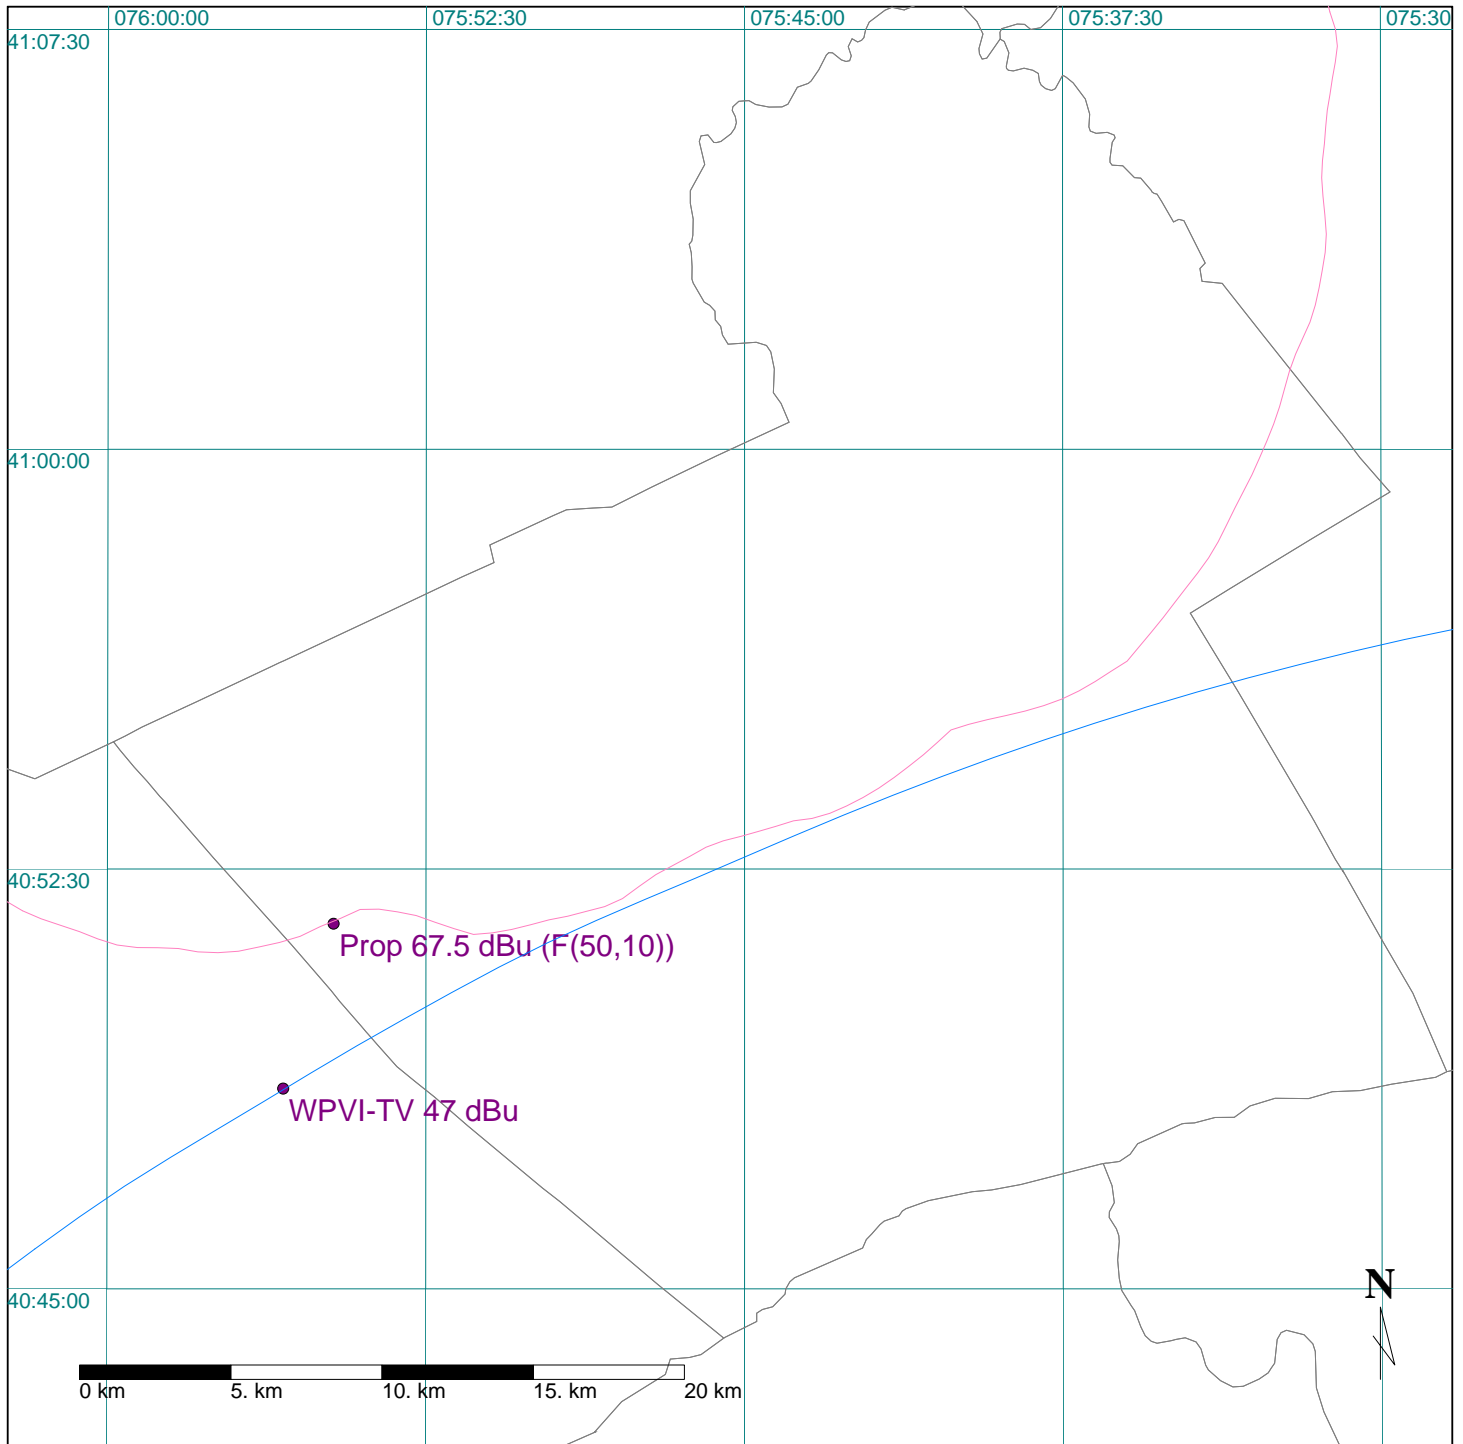 076:00:00 075:52:30 075:45:00 075:37:30 075:30
41:07:30
41:00:00
40:52:30
Prop 67.5 dBu (F(50,10))
WPVI-TV 47 dBu
40:45:00
N
0 km 5. km 10. km 15. km 20 km